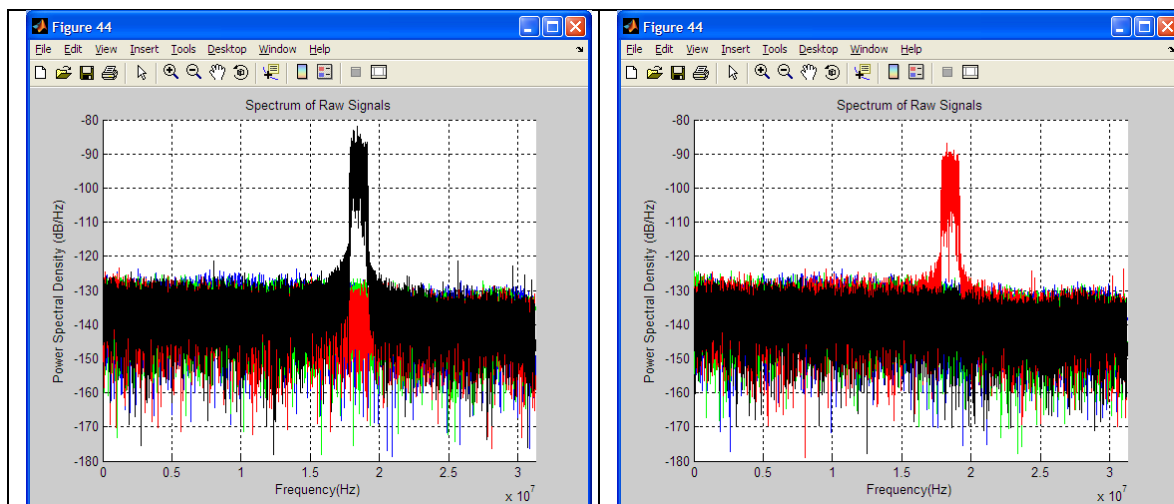 Figure 44
File Edit View Insert Tools Desktop Window Help
Spectrum of Raw Signals
Power Spectral Density (dB/Hz)
-80
-90
-100
-110
-120
-130
-140
-150
-160
-170
-180
0 0.5 1 1.5 2 2.5 3
x 10^7
Frequency(Hz)
Figure 44
File Edit View Insert Tools Desktop Window Help
Spectrum of Raw Signals
Power Spectral Density (dB/Hz)
-80
-90
-100
-110
-120
-130
-140
-150
-160
-170
-180
0 0.5 1 1.5 2 2.5 3
x 10^7
Frequency(Hz)